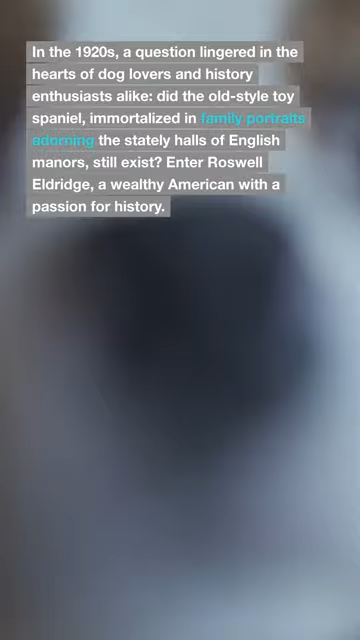 In the 1920s, a question lingered in the
hearts of dog lovers and history
enthusiasts alike: did the old-style toy
spaniel, immortalized in family portraits
adorning the stately halls of English
manors, still exist? Enter Roswell
Eldridge, a wealthy American with a
passion for history.